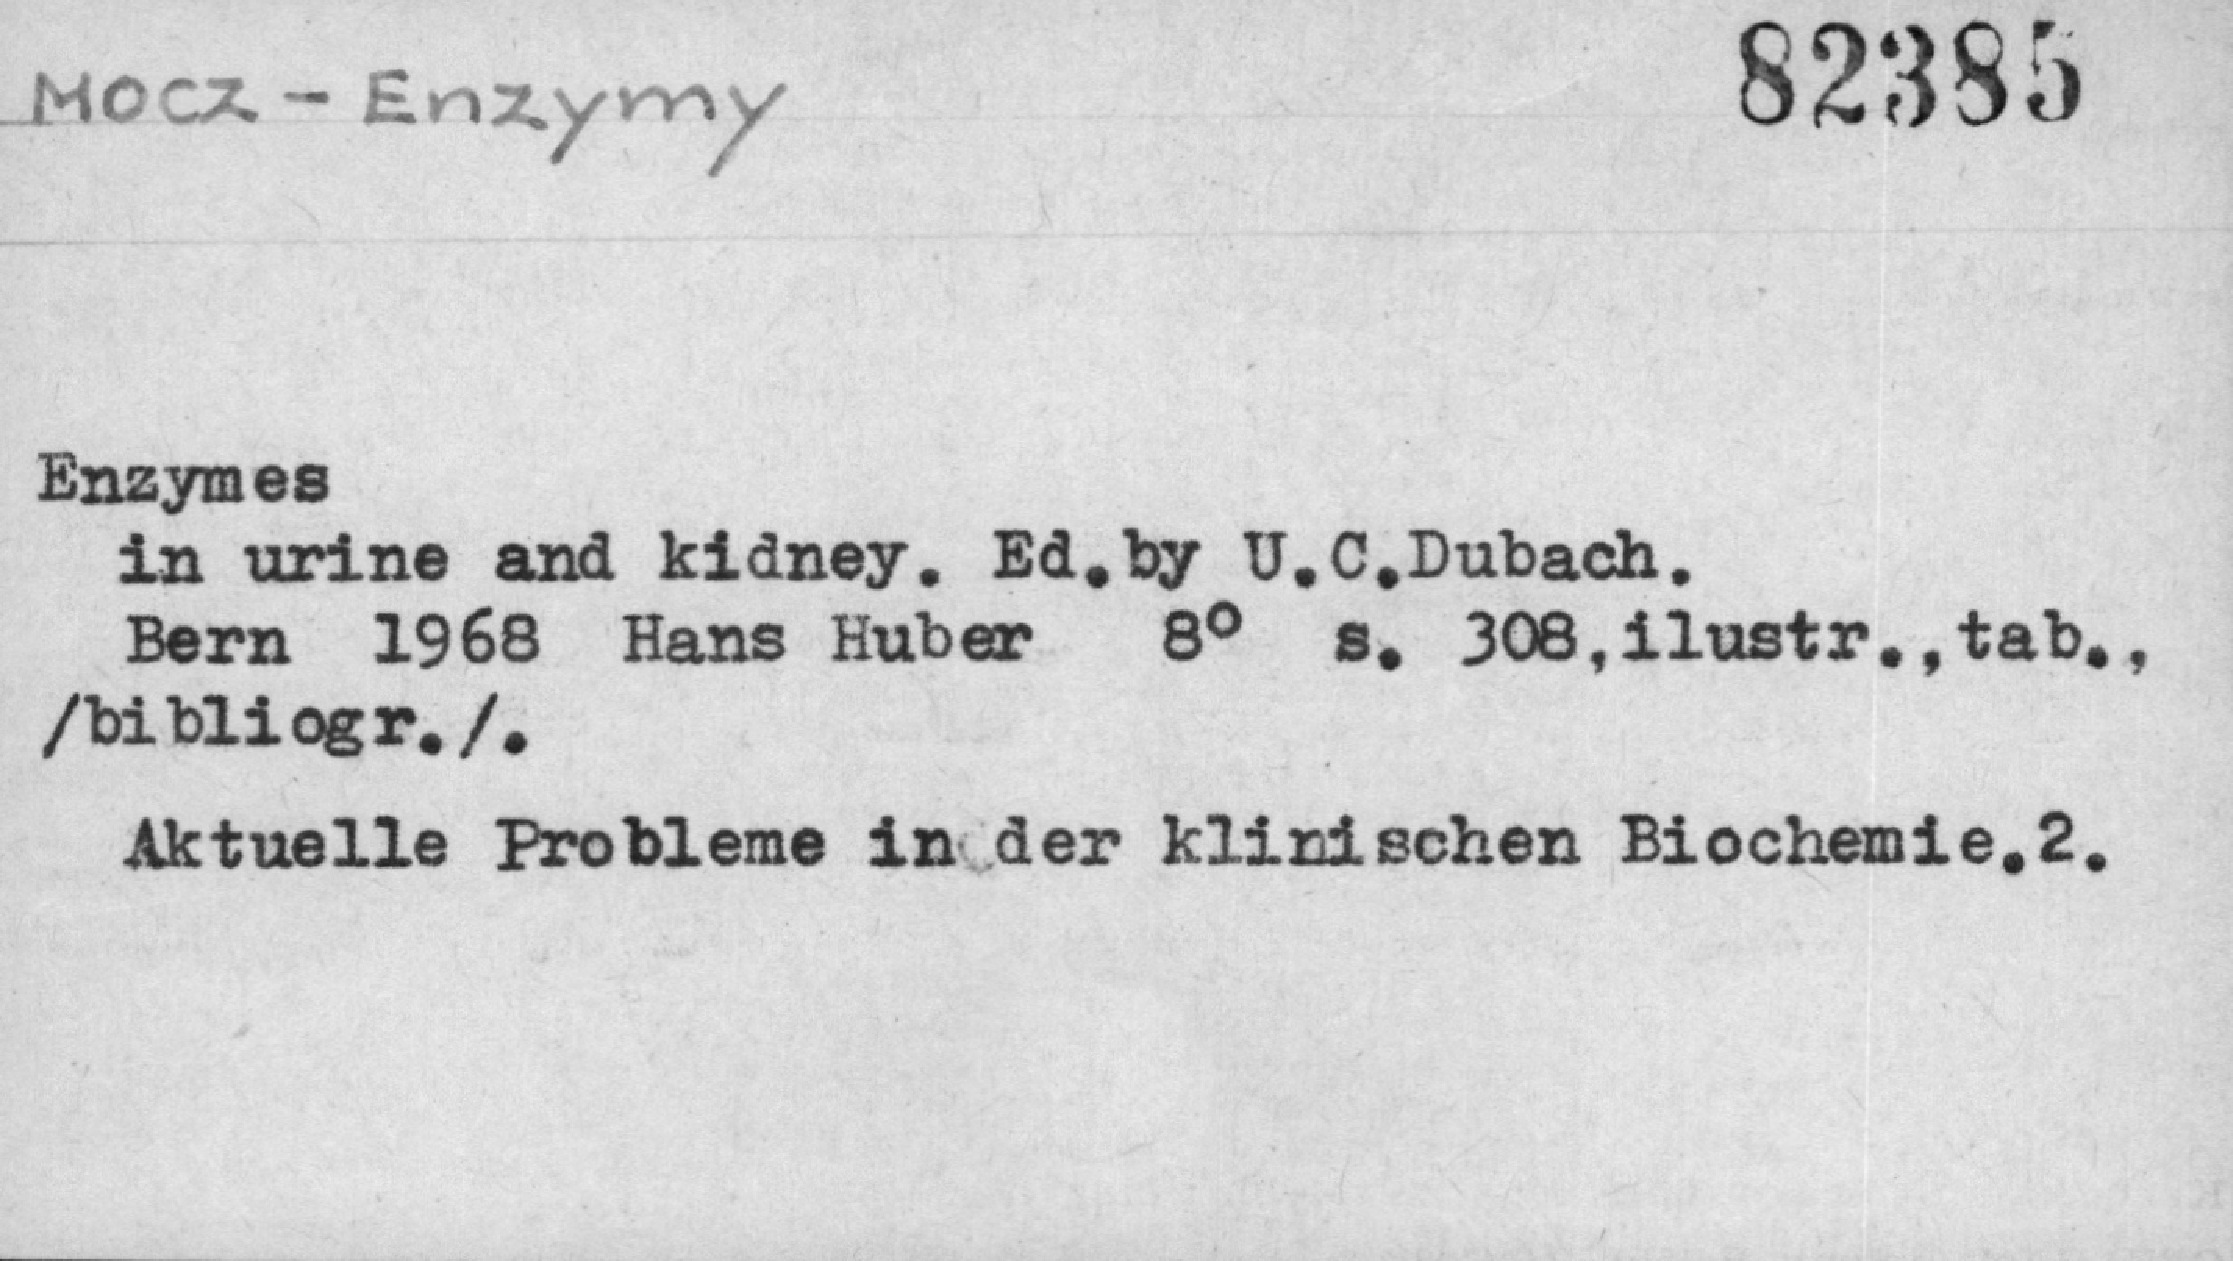 Mocz - Enzymy
82385
Enzymes
in urine and kidney. Ed.by U.C.Dubach.
Bern 1968 Hans Huber 8° s. 308,ilustr.,tab.,
/bibliogr./.
Aktuelle Probleme in der klinischen Biochemie.2.